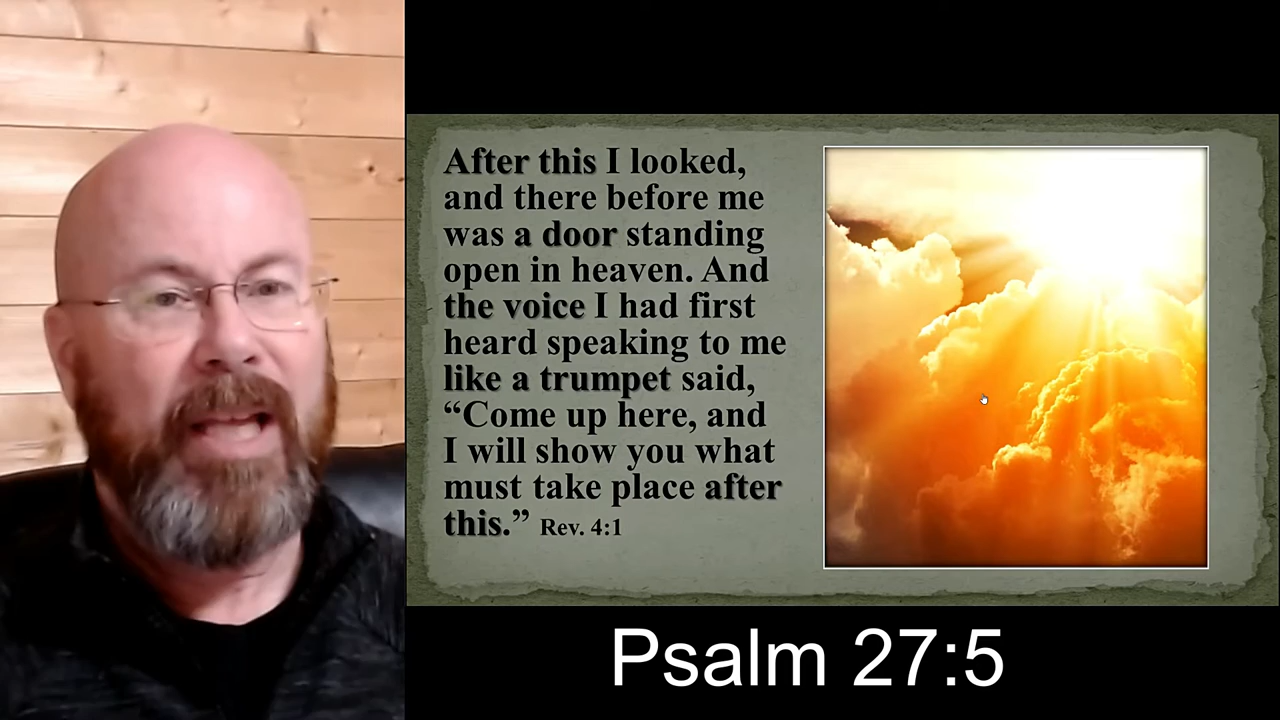 After this I looked,
and there before me
was a door standing
open in heaven. And
the voice I had first
heard speaking to me
like a trumpet said,
“Come up here, and
I will show you what
must take place after
this.” Rev. 4:1
Psalm 27:5